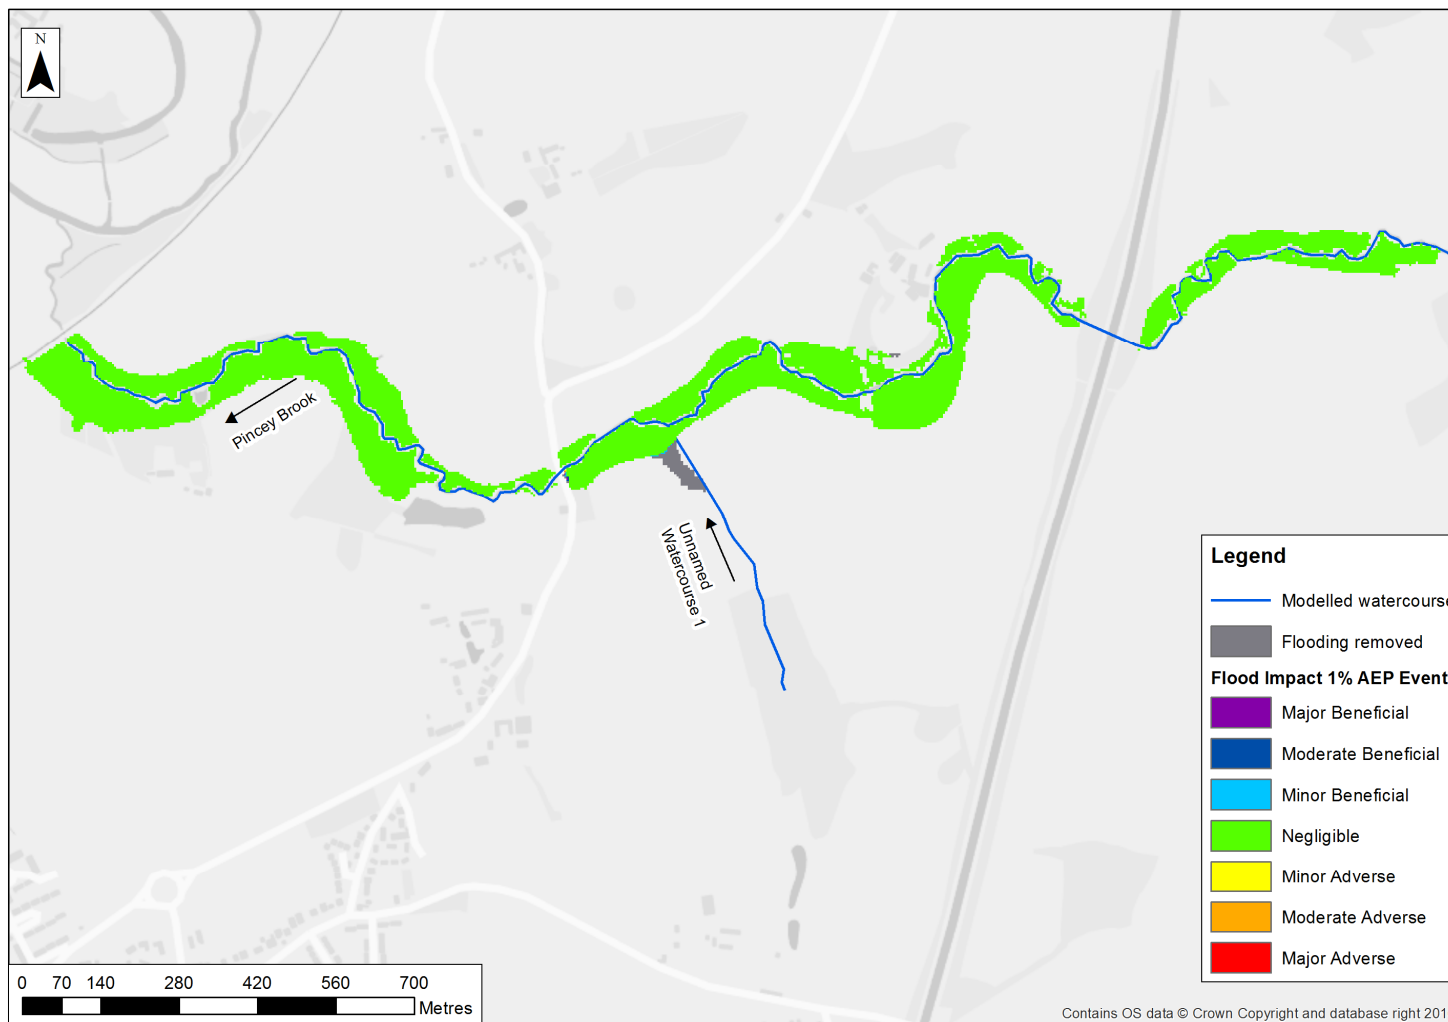 N
Pincey Brook
Unnamed
Watercourse 1
Legend
Modelled watercourse
Flooding removed
Flood Impact 1% AEP Event
Major Beneficial
Moderate Beneficial
Minor Beneficial
Negligible
Minor Adverse
Moderate Adverse
Major Adverse
0 70 140 280 420 560 700
Metres
Contains OS data © Crown Copyright and database right 201